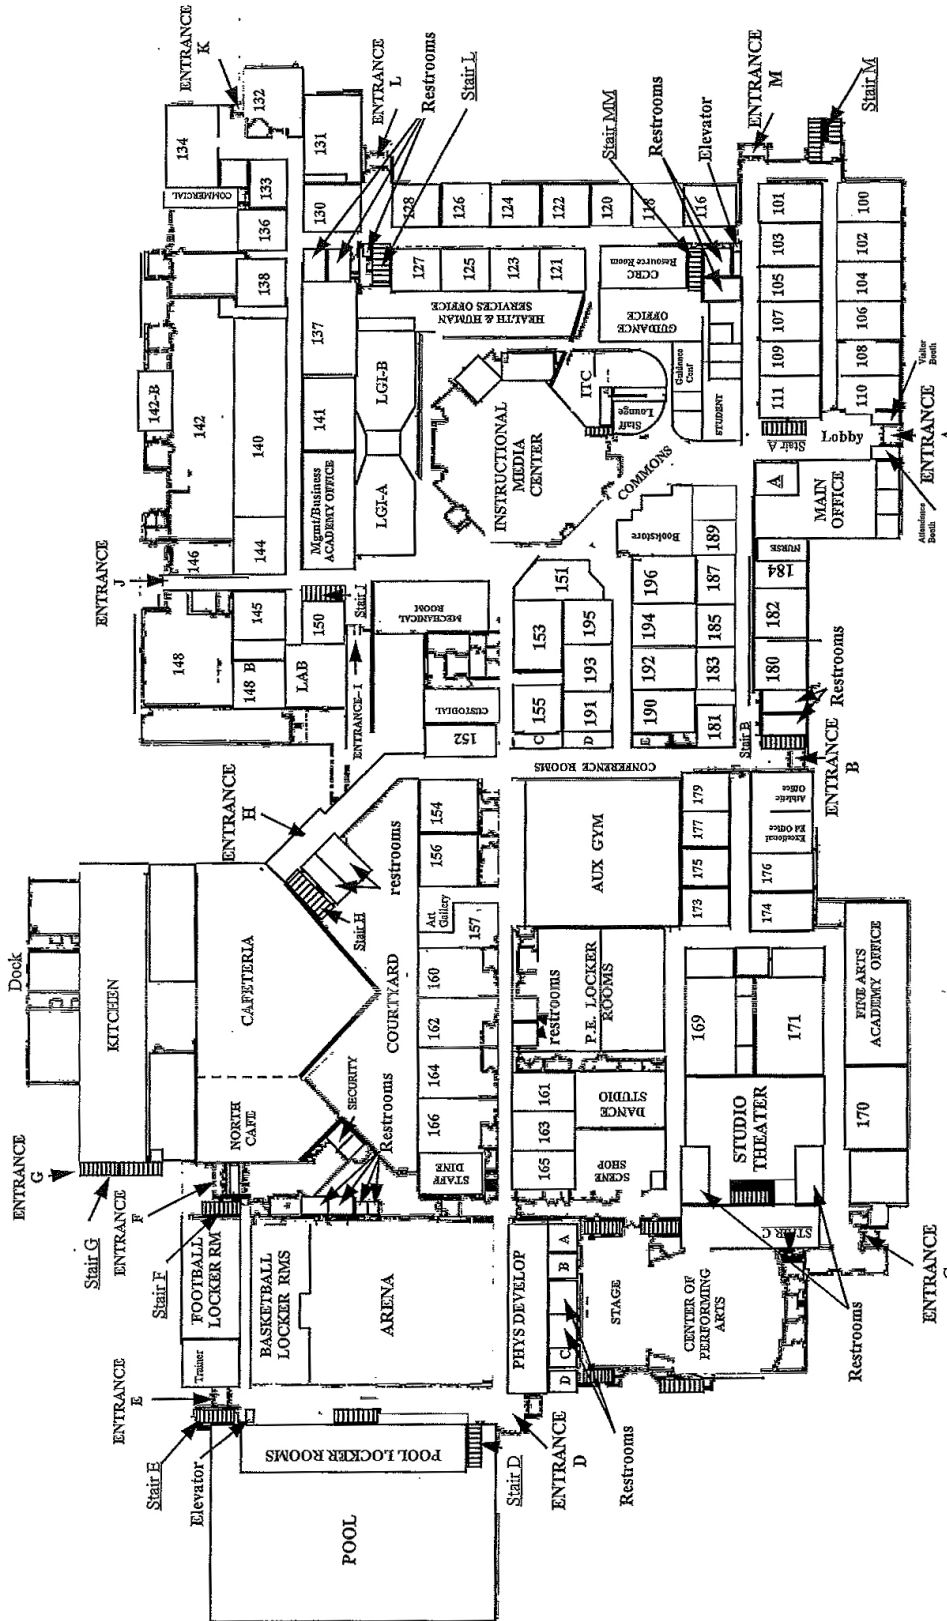 ENTRANCE
K
132
134
ENTRANCE
L
Restrooms
Stair L
131
133
COMMERCIAL
130
136
138
128
126
124
122
120
118
116
127
125
123
121
CCRC
Resource Room
Stair MM
Restrooms
Elevator
ENTRANCE
M
Stair M
101
103
105
107
109
111
100
102
104
106
108
110
Visitor
Booth
ENTRANCE
A
Attendence
Booth
Lobby
Stair A
142-B
142
140
137
141
Mgmt/Business
ACADEMY OFFICE
LGI-B
LGI-A
HEALTH & HUMAN
SERVICES OFFICE
GUIDANCE
OFFICE
Guidance
Conf
STUDENT
ITC
Staff
Lounge
INSTRUCTIONAL
MEDIA
CENTER
COMMONS
Bookstore
189
A
MAIN
OFFICE
NURSE
184
182
180
ENTRANCE
J
146
144
145
148
148
B
LAB
150
Stair J
MECHANICAL
ROOM
ENTRANCE-I
CUSTODIAL
152
151
153
155
195
193
191
C
D
E
196
194
192
190
187
185
183
181
Restrooms
Stair B
ENTRANCE
B
CONFERENCE ROOMS
ENTRANCE
H
restrooms
Stair H
154
156
Art
Gallery
157
160
162
164
166
COURTYARD
AUX GYM
179
177
175
173
Athletic
Office
Exceptional
Ed Office
176
174
Dock
KITCHEN
CAFETERIA
NORTH
CAFE
SECURITY
Restrooms
STAFF
DINE
restrooms
P.E. LOCKER
ROOMS
161
163
165
DANCE
STUDIO
SCENE
SHOP
169
171
STUDIO
THEATER
FINE ARTS
ACADEMY OFFICE
170
ENTRANCE
G
Stair G
ENTRANCE
F
Stair F
FOOTBALL
LOCKER RM
BASKETBALL
LOCKER RMS
ARENA
PHYS DEVELOP
A
B
C
D
STAGE
CENTER OF
PERFORMING
ARTS
STAIR C
ENTRANCE
C
Restrooms
Trainer
ENTRANCE
E
Stair E
Elevator
POOL LOCKER ROOMS
POOL
Stair D
ENTRANCE
D
Restrooms